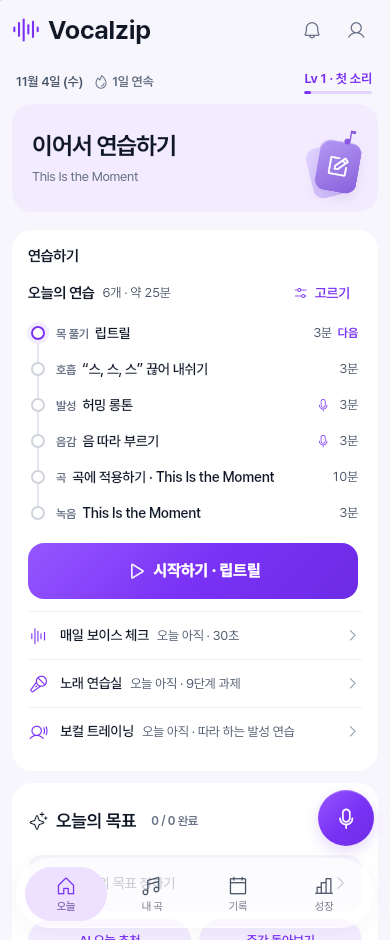 Vocalzip
11월 4일 (수) 1일 연속 Lv 1 · 첫 소리
이어서 연습하기
This Is the Moment
연습하기
오늘의 연습 6개 · 약 25분 고르기
목 풀기 립트릴 3분 다음
호흡 “스, 스, 스” 끊어 내쉬기 3분
발성 허밍 롱톤 3분
음감 음 따라 부르기 3분
곡 곡에 적용하기 · This Is the Moment 10분
녹음 This Is the Moment 3분
시작하기 · 립트릴
매일 보이스 체크 오늘 아직 · 30초
노래 연습실 오늘 아직 · 9단계 과제
보컬 트레이닝 오늘 아직 · 따라 하는 발성 연습
오늘의 목표 0 / 0 완료
목표
오늘 내 곡 기록 성장